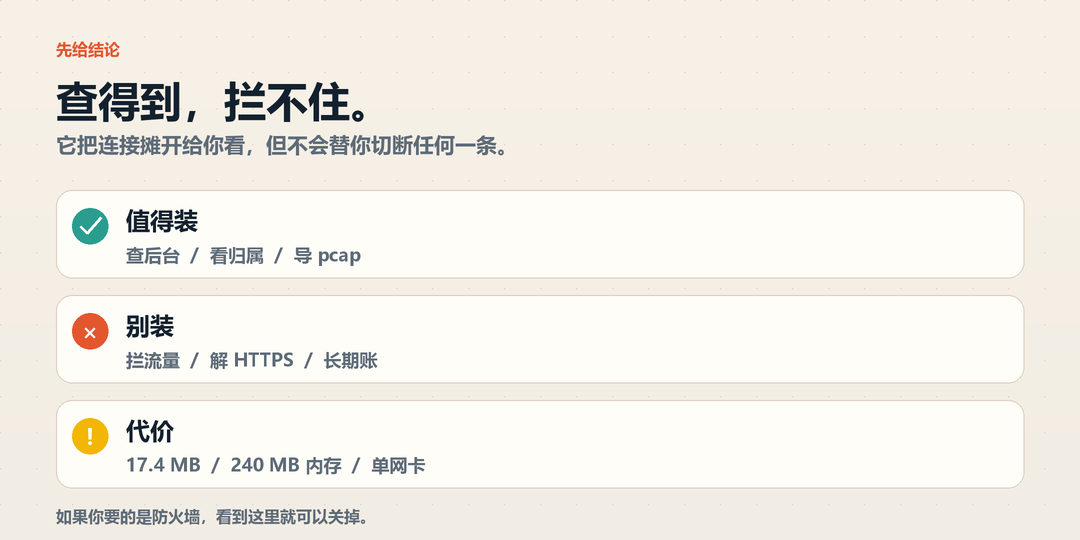 先给结论
查得到，拦不住。
它把连接摊开给你看，但不会替你切断任何一条。
值得装
查后台 / 看归属 / 导 pcap
别装
拦流量 / 解 HTTPS / 长期账
代价
17.4 MB / 240 MB 内存 / 单网卡
如果你要的是防火墙，看到这里就可以关掉。